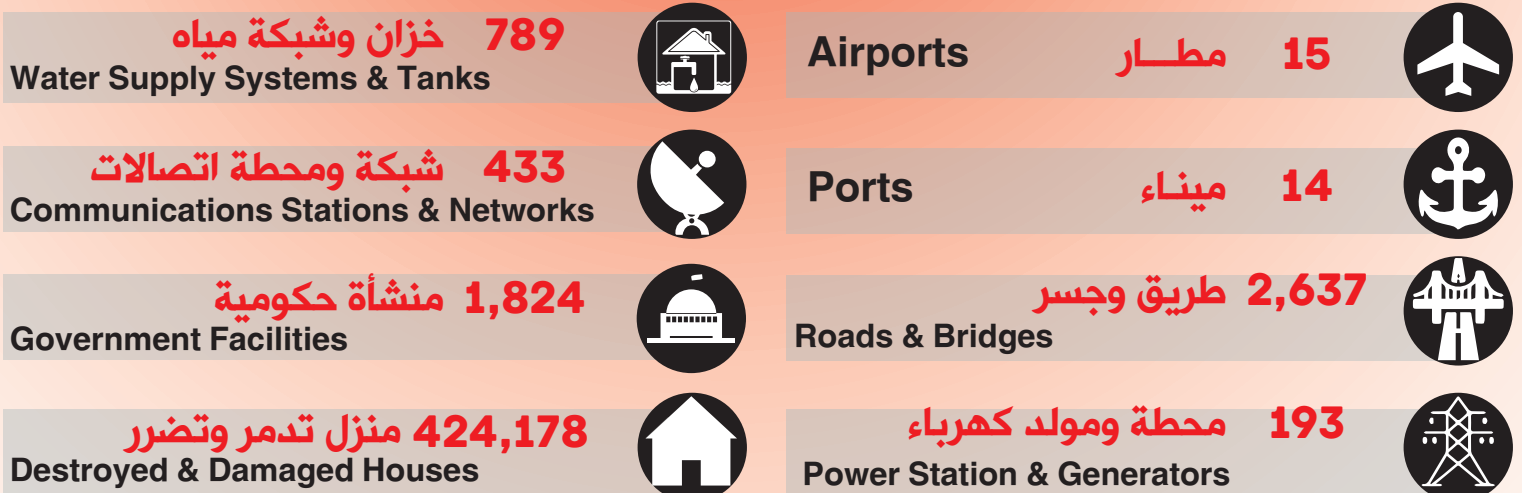 789 خزان وشبكة مياه
Water Supply Systems & Tanks
15 مطـــار
Airports
433 شبكة ومحطة اتصالات
Communications Stations & Networks
14 مينـاء
Ports
1,824 منشأة حكومية
Government Facilities
2,637 طريق وجسر
Roads & Bridges
424,178 منزل تدمر وتضرر
Destroyed & Damaged Houses
193 محطة ومولد كهرباء
Power Station & Generators